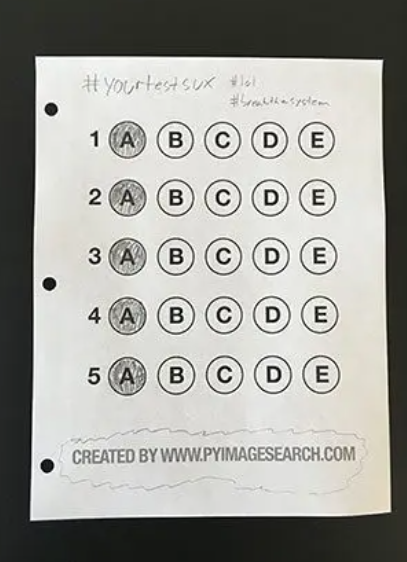 #yourtestsux #lol
#breakthesystem
1 A B C D E
2 A B C D E
3 A B C D E
4 A B C D E
5 A B C D E
CREATED BY WWW.PYIMAGESEARCH.COM